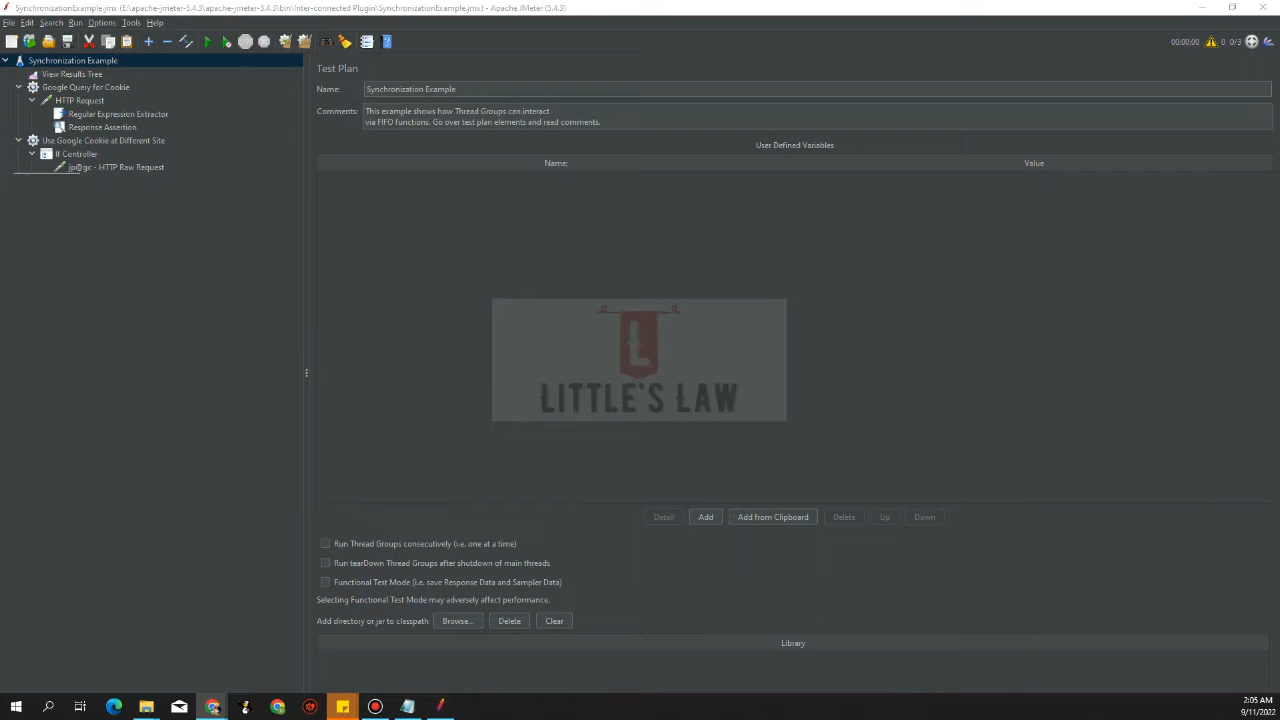 SynchronizationExample.jmx (E:\apache-jmeter-5.4.3\apache-jmeter-5.4.3\bin\Inter-connected Plugin\SynchronizationExample.jmx) - Apache JMeter (5.4.3)
File Edit Search Run Options Tools Help
00:00:00 0 0/3
Synchronization Example
View Results Tree
Google Query for Cookie
HTTP Request
Regular Expression Extractor
Response Assertion
Use Google Cookie at Different Site
If Controller
jp@gc - HTTP Raw Request
Test Plan
Name: Synchronization Example
Comments: This example shows how Thread Groups can interact
via FIFO functions. Go over test plan elements and read comments.
User Defined Variables
Name: Value
L
LITTLE'S LAW
Detail Add Add from Clipboard Delete Up Down
Run Thread Groups consecutively (i.e. one at a time)
Run tearDown Thread Groups after shutdown of main threads
Functional Test Mode (i.e. save Response Data and Sampler Data)
Selecting Functional Test Mode may adversely affect performance.
Add directory or jar to classpath Browse... Delete Clear
Library
2:05 AM
9/11/2022